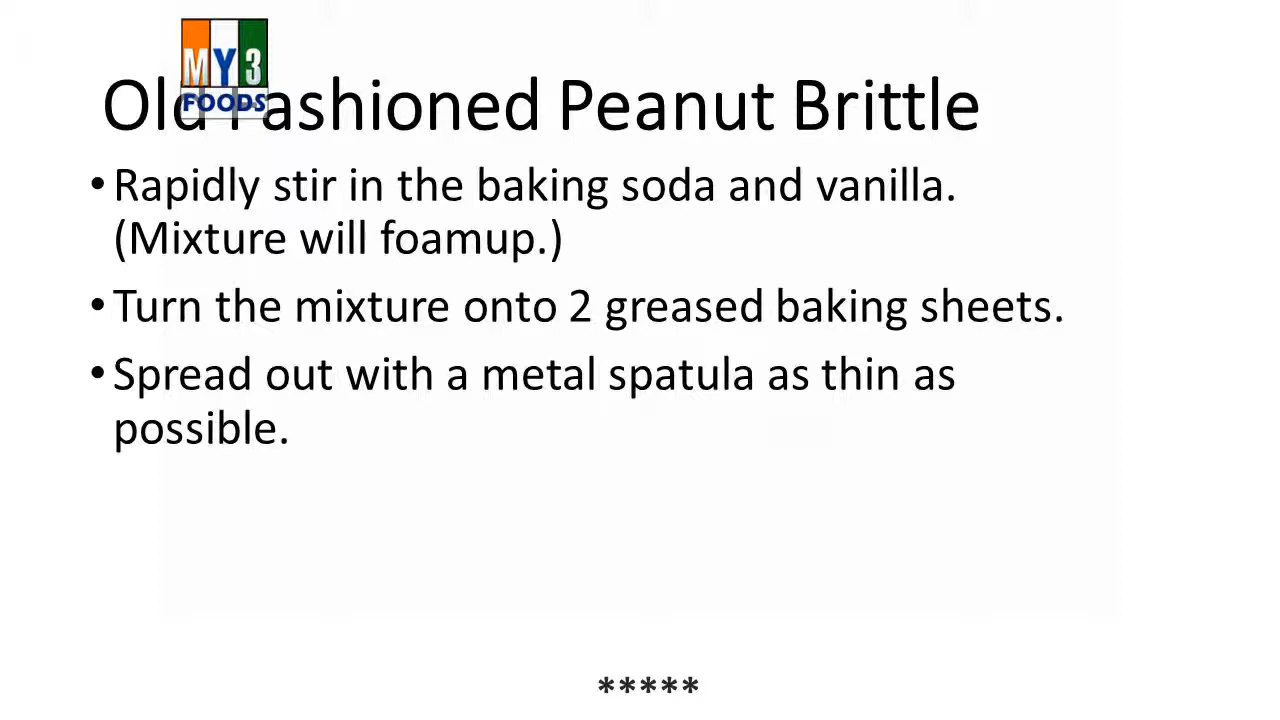 MY3
FOODS
Old Fashioned Peanut Brittle
•Rapidly stir in the baking soda and vanilla.
(Mixture will foamup.)
•Turn the mixture onto 2 greased baking sheets.
•Spread out with a metal spatula as thin as
possible.
*****